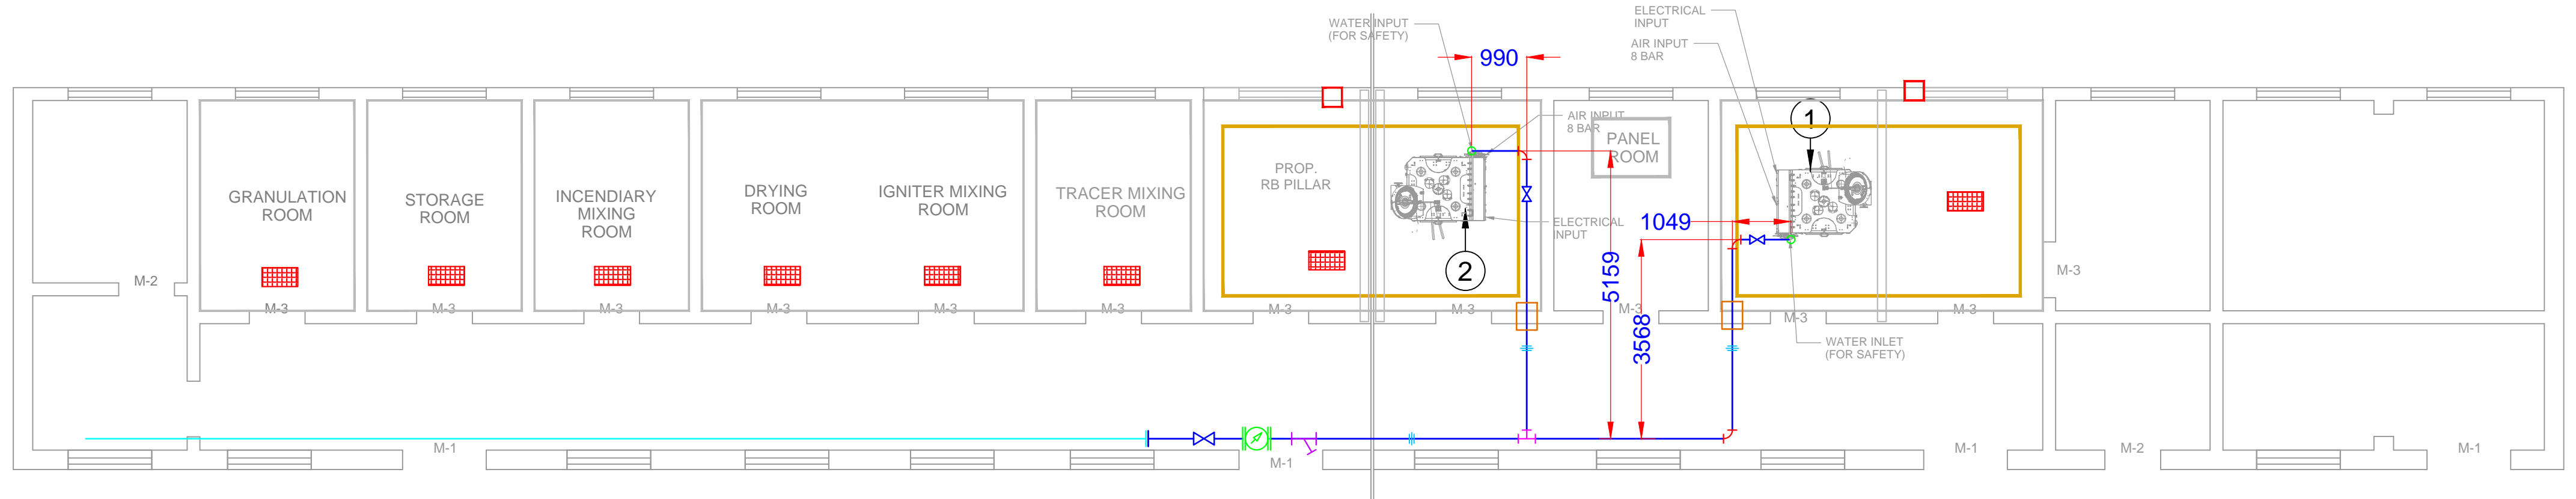 ELECTRICAL
INPUT
WATER INPUT
(FOR SAFETY)
AIR INPUT
8 BAR
990
AIR INPUT
8 BAR
1
PANEL
ROOM
PROP.
RB PILLAR
GRANULATION
ROOM
STORAGE
ROOM
INCENDIARY
MIXING
ROOM
DRYING
ROOM
IGNITER MIXING
ROOM
TRACER MIXING
ROOM
ELECTRICAL
INPUT
1049
2
5159
3568
M-2
M-3
M-3
M-3
M-3
M-3
M-3
M-3
M-3
M-3
M-3
M-3
M-3
WATER INLET
(FOR SAFETY)
M-1
M-1
M-1
M-2
M-1